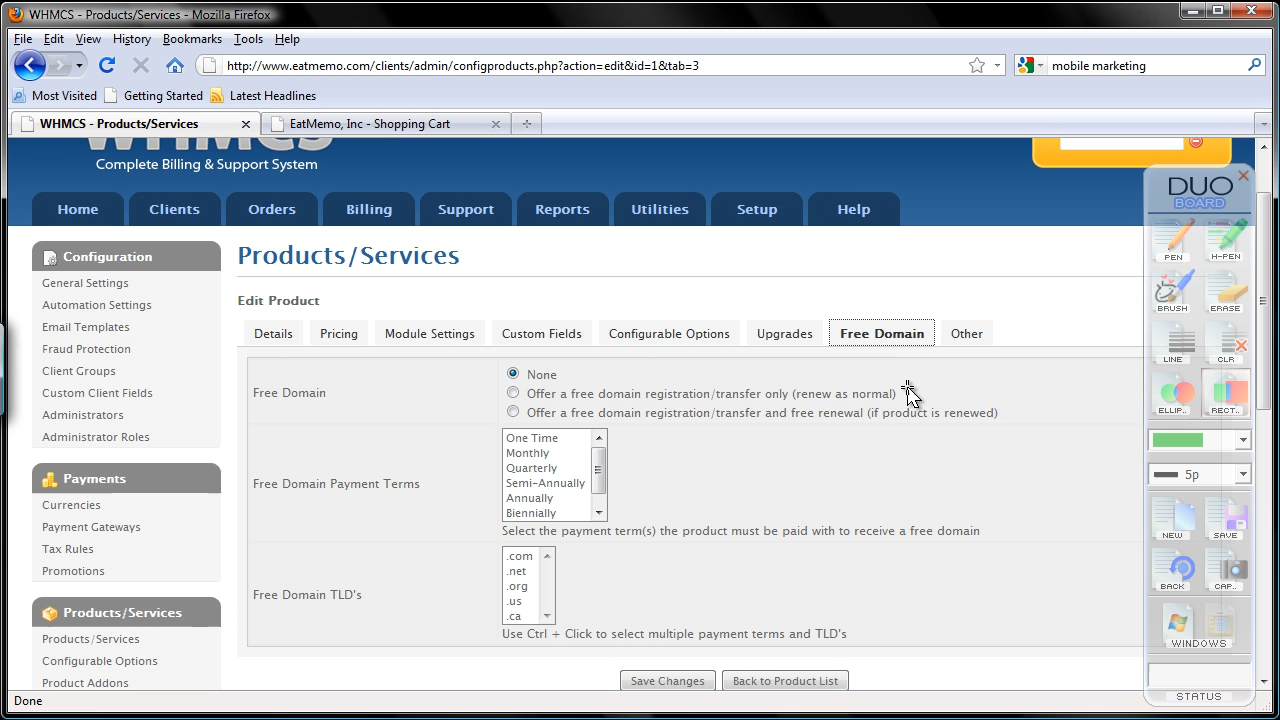 WHMCS - Products/Services - Mozilla Firefox
File Edit View History Bookmarks Tools Help
http://www.eatmemo.com/clients/admin/configproducts.php?action=edit&id=1&tab=3
mobile marketing
Most Visited Getting Started Latest Headlines
WHMCS - Products/Services
EatMemo, Inc - Shopping Cart
WHMCS
Complete Billing & Support System
Home Clients Orders Billing Support Reports Utilities Setup Help
Configuration
General Settings
Automation Settings
Email Templates
Fraud Protection
Client Groups
Custom Client Fields
Administrators
Administrator Roles
Payments
Currencies
Payment Gateways
Tax Rules
Promotions
Products/Services
Products/Services
Configurable Options
Product Addons
Products/Services
Edit Product
Details Pricing Module Settings Custom Fields Configurable Options Upgrades Free Domain Other
Free Domain
None
Offer a free domain registration/transfer only (renew as normal)
Offer a free domain registration/transfer and free renewal (if product is renewed)
Free Domain Payment Terms
One Time
Monthly
Quarterly
Semi-Annually
Annually
Biennially
Select the payment term(s) the product must be paid with to receive a free domain
Free Domain TLD's
.com
.net
.org
.us
.ca
Use Ctrl + Click to select multiple payment terms and TLD's
Save Changes Back to Product List
DUO
BOARD
PEN H-PEN
BRUSH ERASE
LINE CLR
ELLIP.. RECT..
5p
NEW SAVE
BACK CAP..
WINDOWS
STATUS
Done